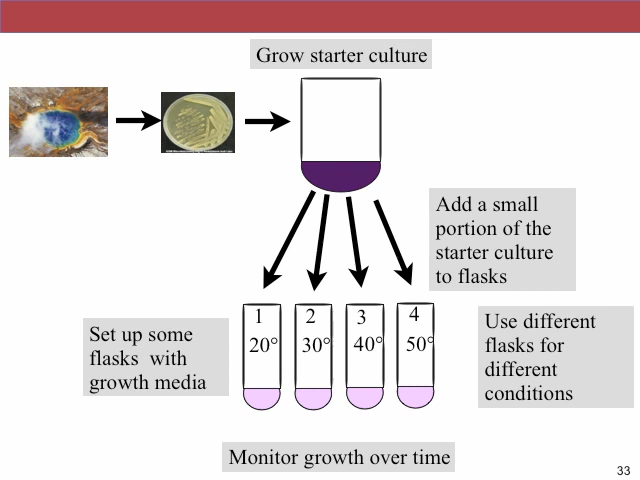 Grow starter culture
Add a small
portion of the
starter culture
to flasks
1
20°
2
30°
3
40°
4
50°
Set up some
flasks with
growth media
Use different
flasks for
different
conditions
Monitor growth over time
33